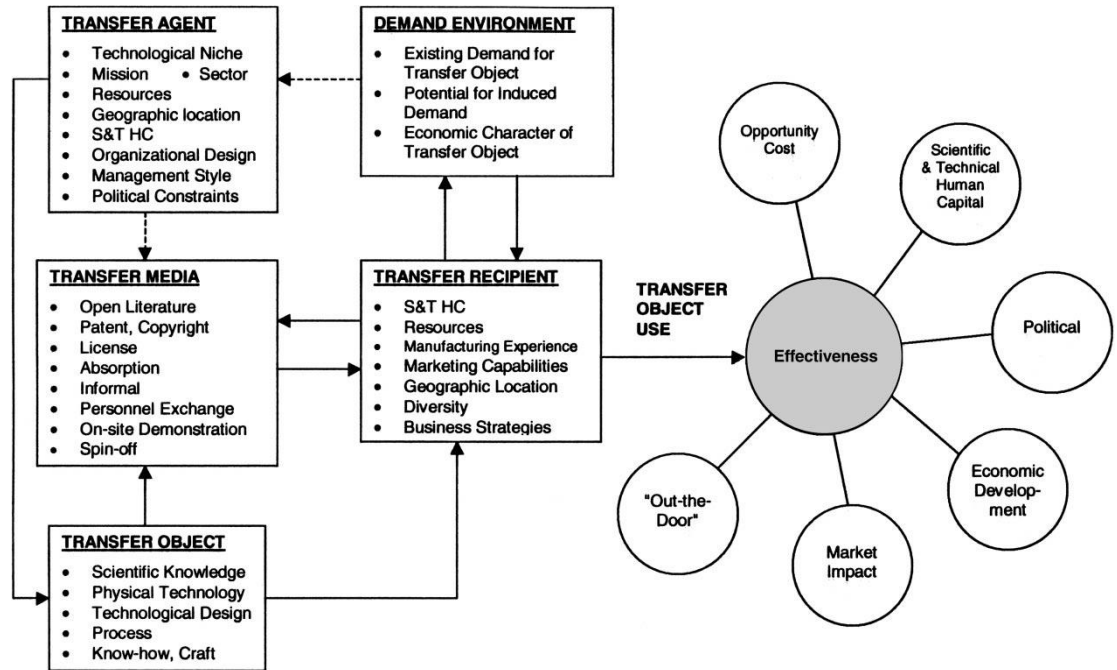 TRANSFER AGENT
• Technological Niche
• Mission • Sector
• Resources
• Geographic location
• S&T HC
• Organizational Design
• Management Style
• Political Constraints
DEMAND ENVIRONMENT
• Existing Demand for
Transfer Object
• Potential for Induced
Demand
• Economic Character of
Transfer Object
TRANSFER MEDIA
• Open Literature
• Patent, Copyright
• License
• Absorption
• Informal
• Personnel Exchange
• On-site Demonstration
• Spin-off
TRANSFER RECIPIENT
• S&T HC
• Resources
• Manufacturing Experience
• Marketing Capabilities
• Geographic Location
• Diversity
• Business Strategies
TRANSFER OBJECT
• Scientific Knowledge
• Physical Technology
• Technological Design
• Process
• Know-how, Craft
TRANSFER
OBJECT
USE
Effectiveness
Opportunity
Cost
Scientific
& Technical
Human
Capital
Political
Economic
Develop-
ment
Market
Impact
"Out-the-
Door"